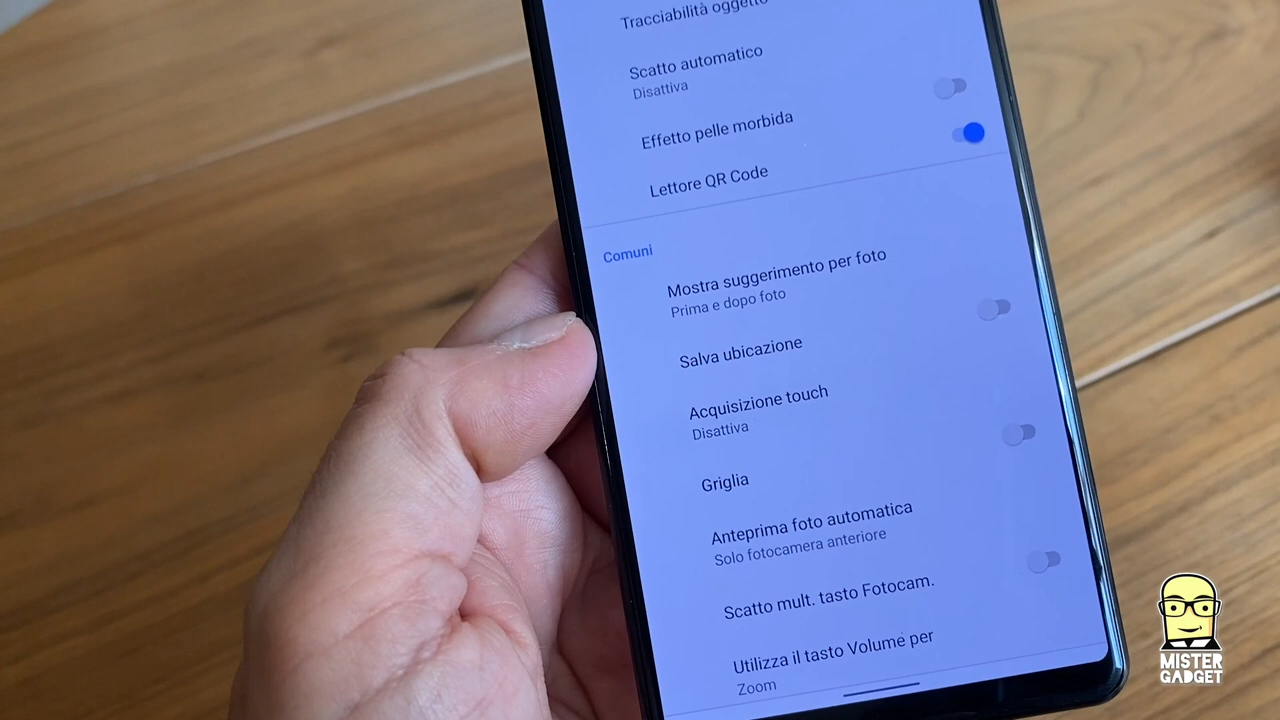 Tracciabilità oggetto
Scatto automatico
Disattiva
Effetto pelle morbida
Lettore QR Code
Comuni
Mostra suggerimento per foto
Prima e dopo foto
Salva ubicazione
Acquisizione touch
Disattiva
Griglia
Anteprima foto automatica
Solo fotocamera anteriore
Scatto mult. tasto Fotocam.
Utilizza il tasto Volume per
Zoom
MISTER
GADGET